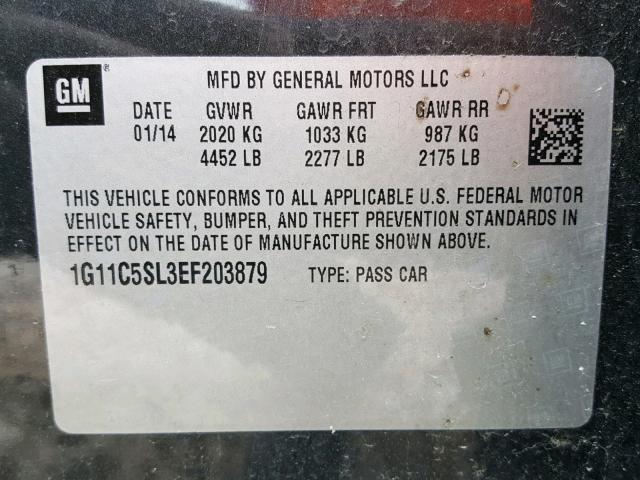 GM
MFD BY GENERAL MOTORS LLC
DATE GVWR GAWR FRT GAWR RR
01/14 2020 KG 1033 KG 987 KG
4452 LB 2277 LB 2175 LB
THIS VEHICLE CONFORMS TO ALL APPLICABLE U.S. FEDERAL MOTOR
VEHICLE SAFETY, BUMPER, AND THEFT PREVENTION STANDARDS IN
EFFECT ON THE DATE OF MANUFACTURE SHOWN ABOVE.
1G11C5SL3EF203879 TYPE: PASS CAR